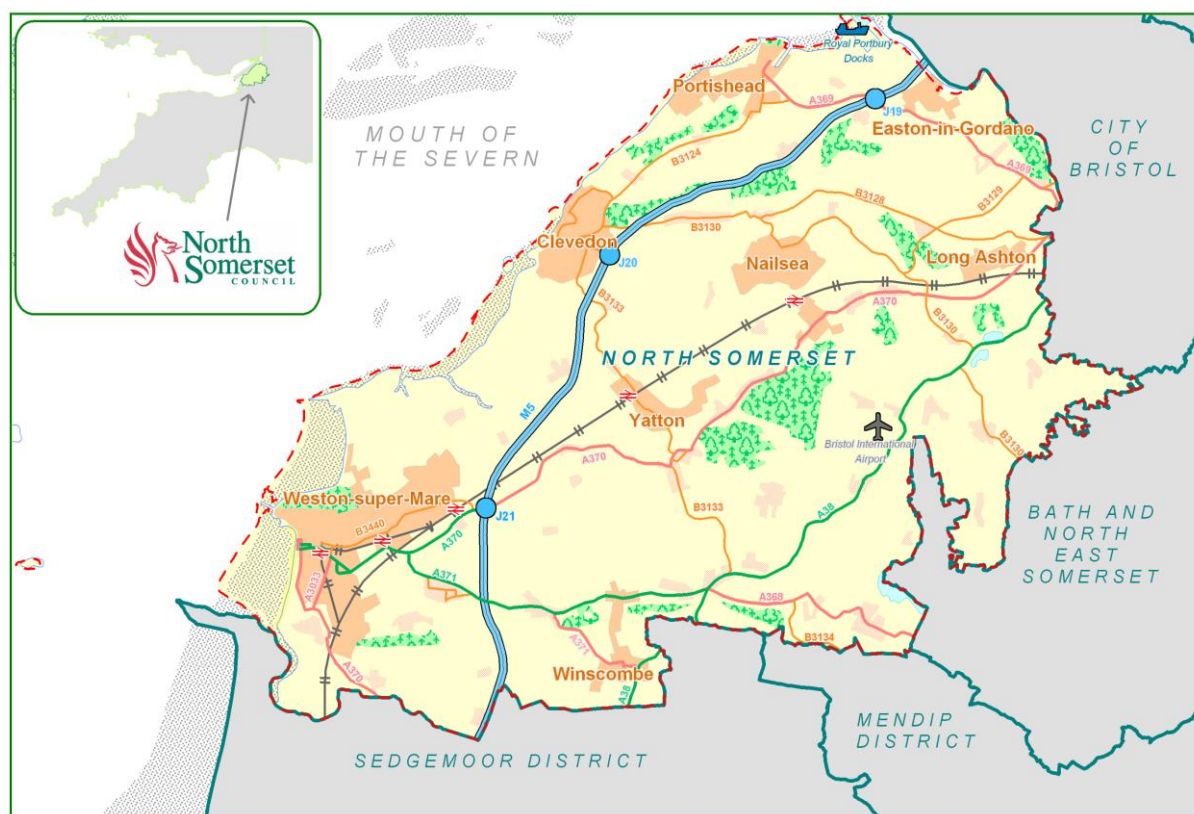 North
Somerset
COUNCIL
MOUTH OF
THE SEVERN
Royal Portbury
Docks
Portishead
A369
J19
Easton-in-Gordano
CITY
OF
BRISTOL
B3124
A369
B3129
B3128
B3130
Clevedon
J20
Nailsea
Long Ashton
B3133
A370
B3130
NORTH SOMERSET
M5
Yatton
Bristol International
Airport
B3130
A370
Weston-super-Mare
B3440
J21
A370
B3133
A38
BATH AND
NORTH
EAST
SOMERSET
A3033
A371
A368
B3134
A371
A370
Winscombe
A38
MENDIP
DISTRICT
SEDGEMOOR DISTRICT